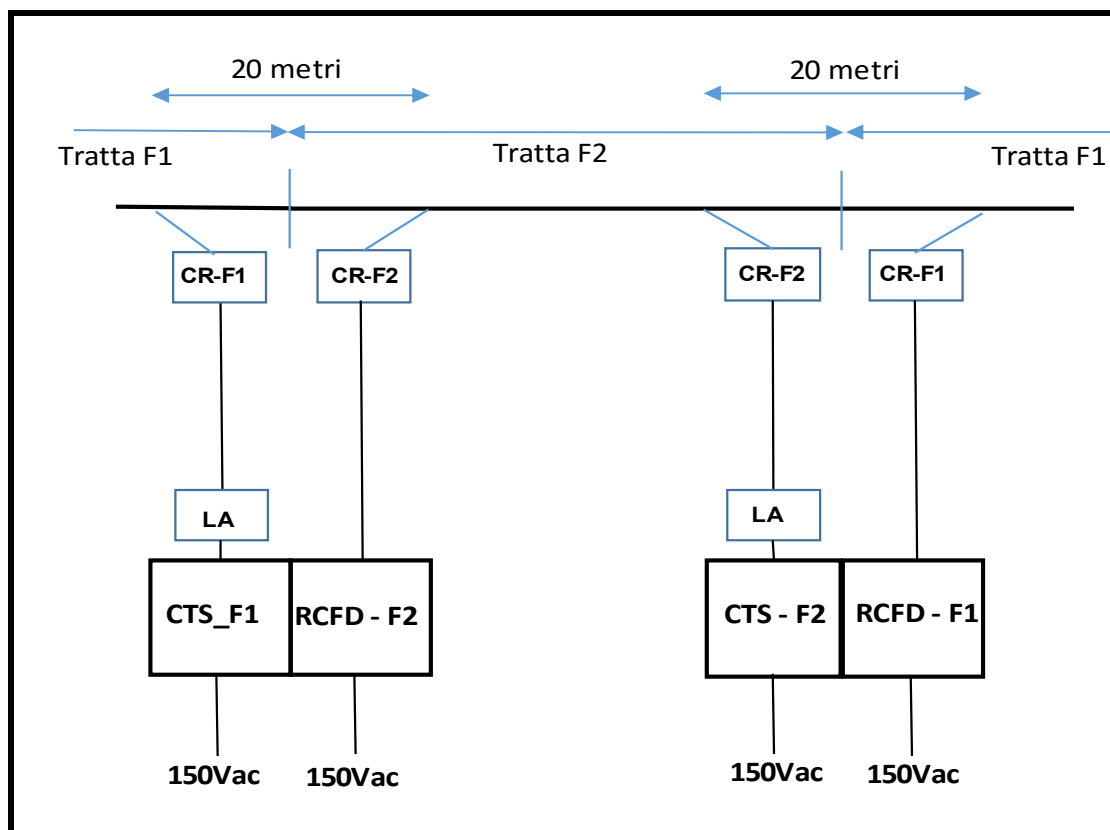 20 metri
20 metri
Tratta F1
Tratta F2
Tratta F1
CR-F1
CR-F2
CR-F2
CR-F1
LA
LA
CTS_F1
RCFD - F2
CTS - F2
RCFD - F1
150Vac
150Vac
150Vac
150Vac